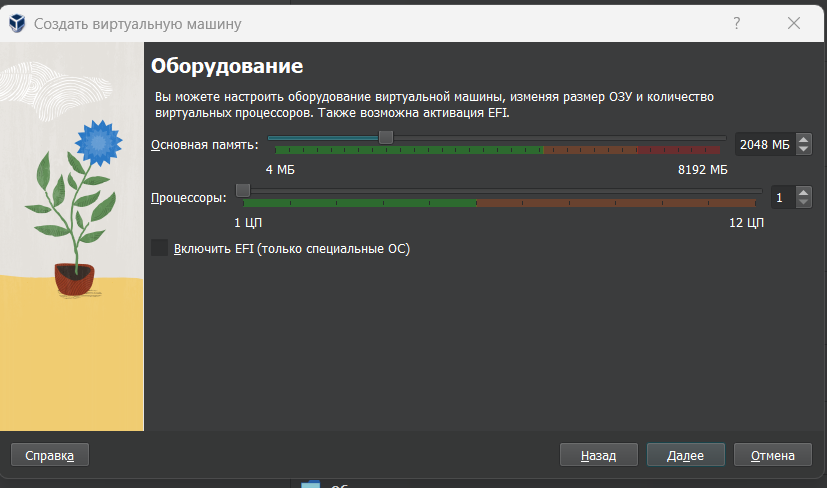 Создать виртуальную машину
Оборудование
Вы можете настроить оборудование виртуальной машины, изменяя размер ОЗУ и количество
виртуальных процессоров. Также возможна активация EFI.
Основная память: 2048 МБ
4 МБ 8192 МБ
Процессоры: 1
1 ЦП 12 ЦП
Включить EFI (только специальные ОС)
Справка Назад Далее Отмена